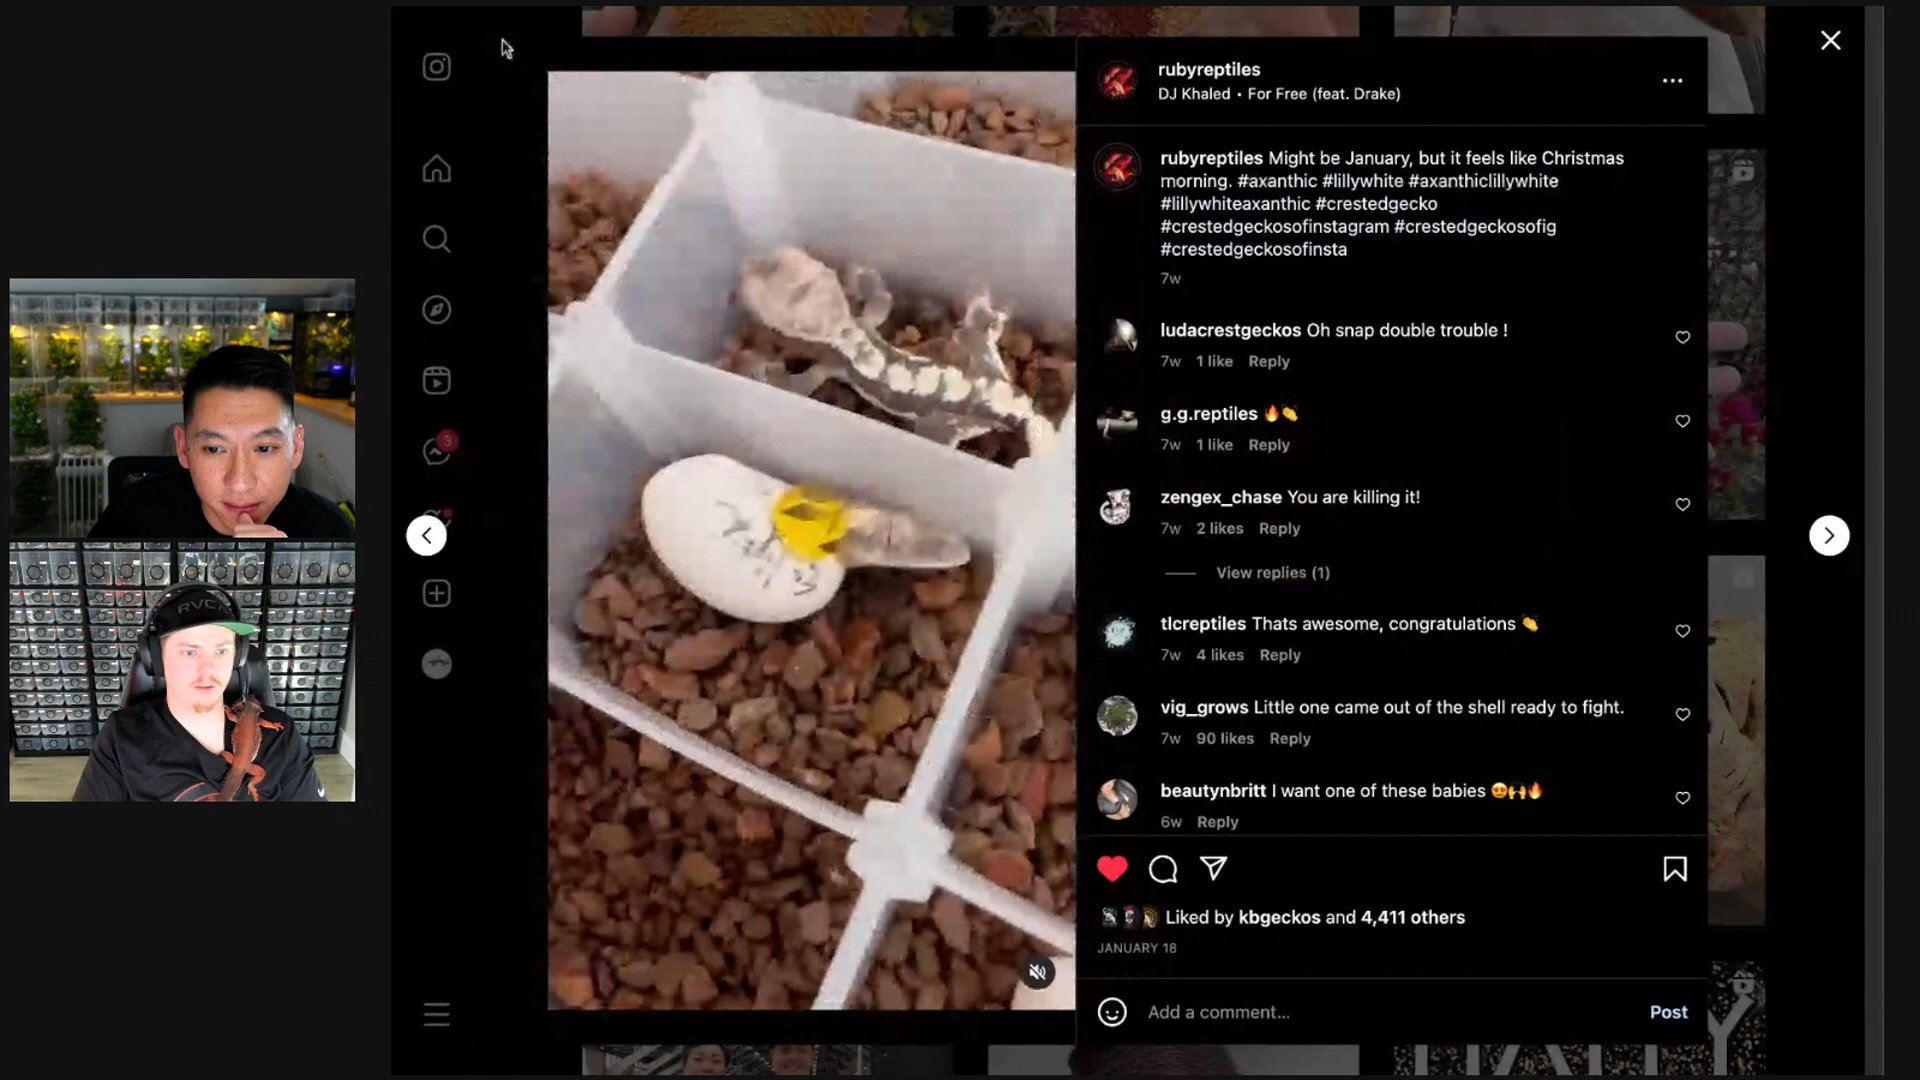 rubyreptiles
DJ Khaled • For Free (feat. Drake)
rubyreptiles Might be January, but it feels like Christmas
morning. #axanthic #lillywhite #axanthiclillywhite
#lillywhiteaxanthic #crestedgecko
#crestedgeckosofinstagram #crestedgeckosofig
#crestedgeckosofinsta
7w
ludacrestgeckos Oh snap double trouble !
7w 1 like Reply
g.g.reptiles 🔥👏
7w 1 like Reply
zengex_chase You are killing it!
7w 2 likes Reply
View replies (1)
tlcreptiles Thats awesome, congratulations 👏
7w 4 likes Reply
vig_grows Little one came out of the shell ready to fight.
7w 90 likes Reply
beautynbritt I want one of these babies 😍🙌🔥
6w Reply
Liked by kbgeckos and 4,411 others
JANUARY 18
Add a comment...
Post
3
RVCA